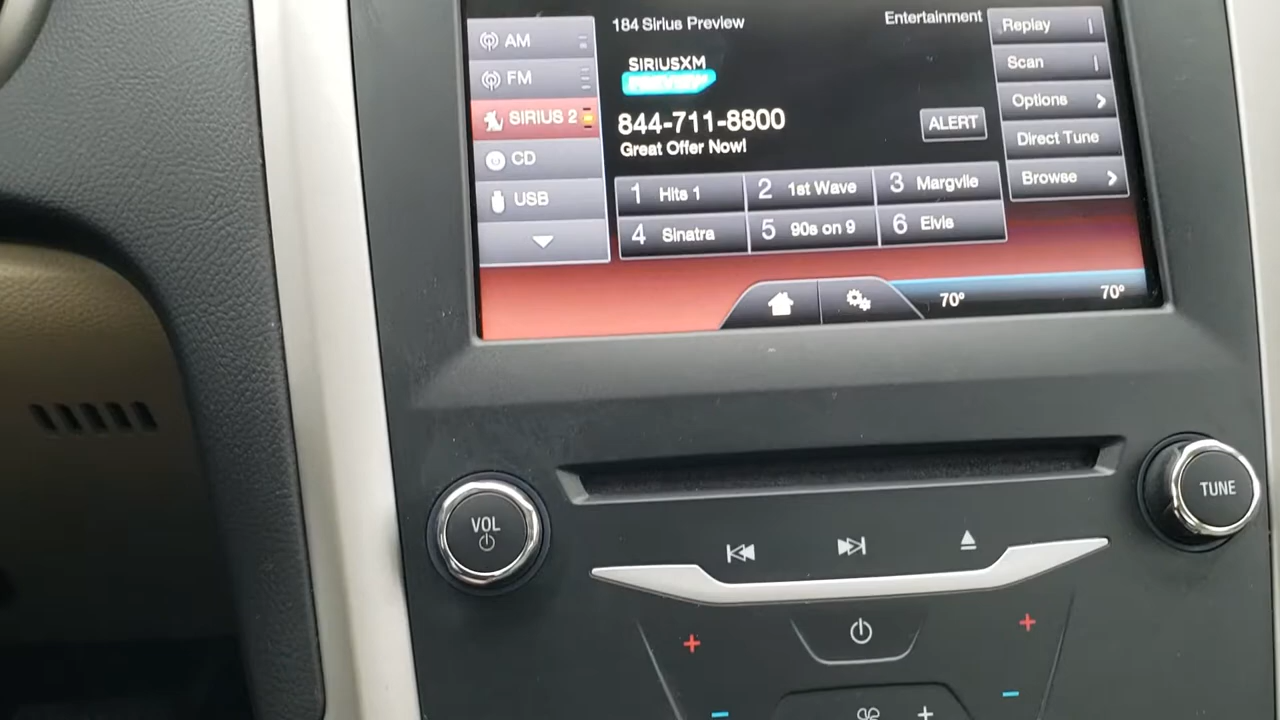 AM
FM
SIRIUS 2
CD
USB
184 Sirius Preview
Entertainment
SIRIUSXM
844-711-8800
Great Offer Now!
ALERT
1 Hits 1
2 1st Wave
3 Margvlle
4 Sinatra
5 90s on 9
6 Elvis
Replay
Scan
Options
Direct Tune
Browse
70°
70°
VOL
TUNE